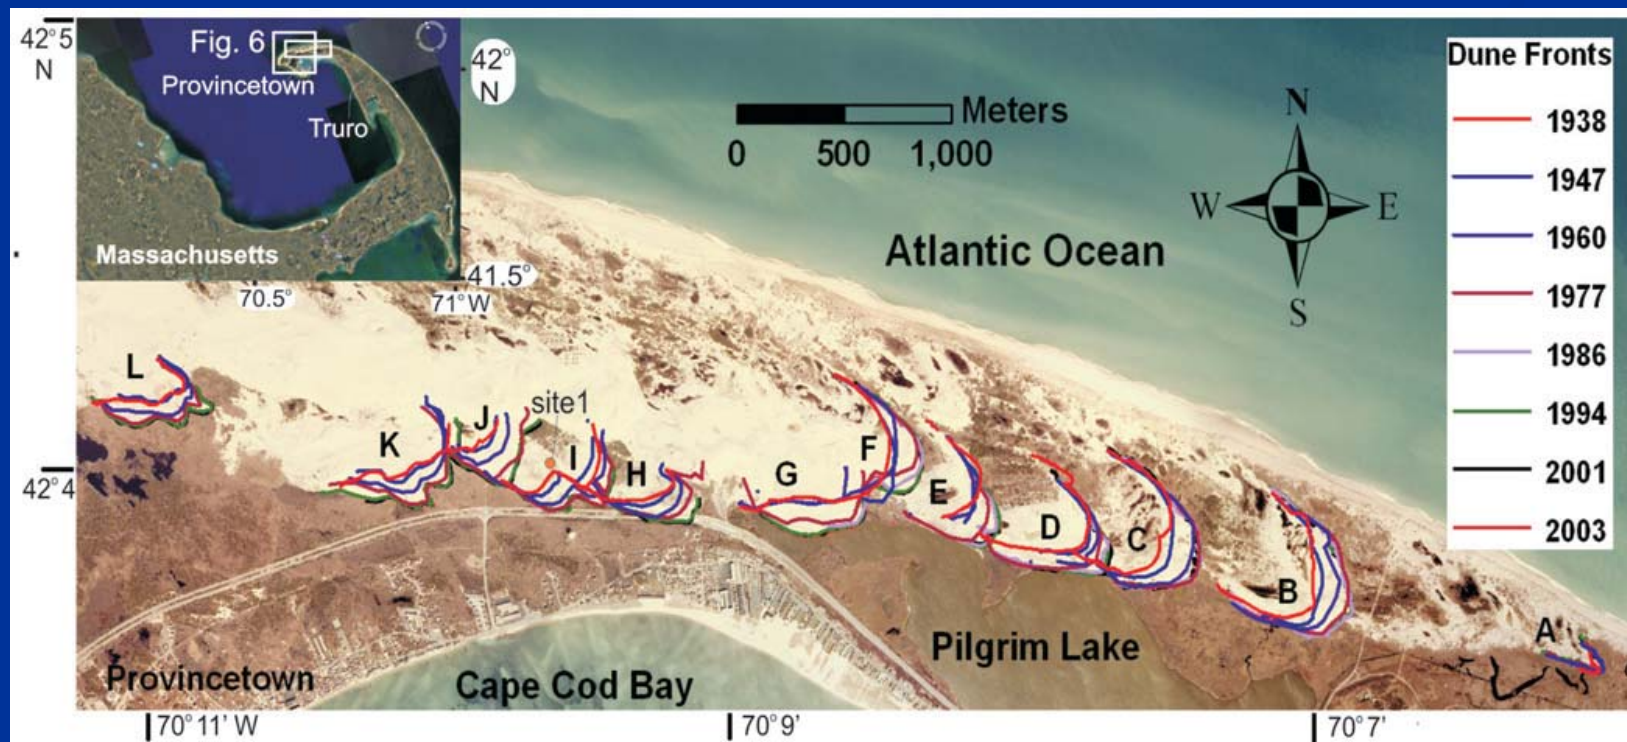 42°5
N
Fig. 6
Provincetown
Truro
Massachusetts
42°
N
41.5°
70.5°
71°W
Meters
0 500 1,000
N
W E
S
Atlantic Ocean
Dune Fronts
1938
1947
1960
1977
1986
1994
2001
2003
L
K
J
site1
I
H
G
F
E
D
C
B
A
42°4
Pilgrim Lake
Provincetown
Cape Cod Bay
70°11' W
70°9'
70°7'